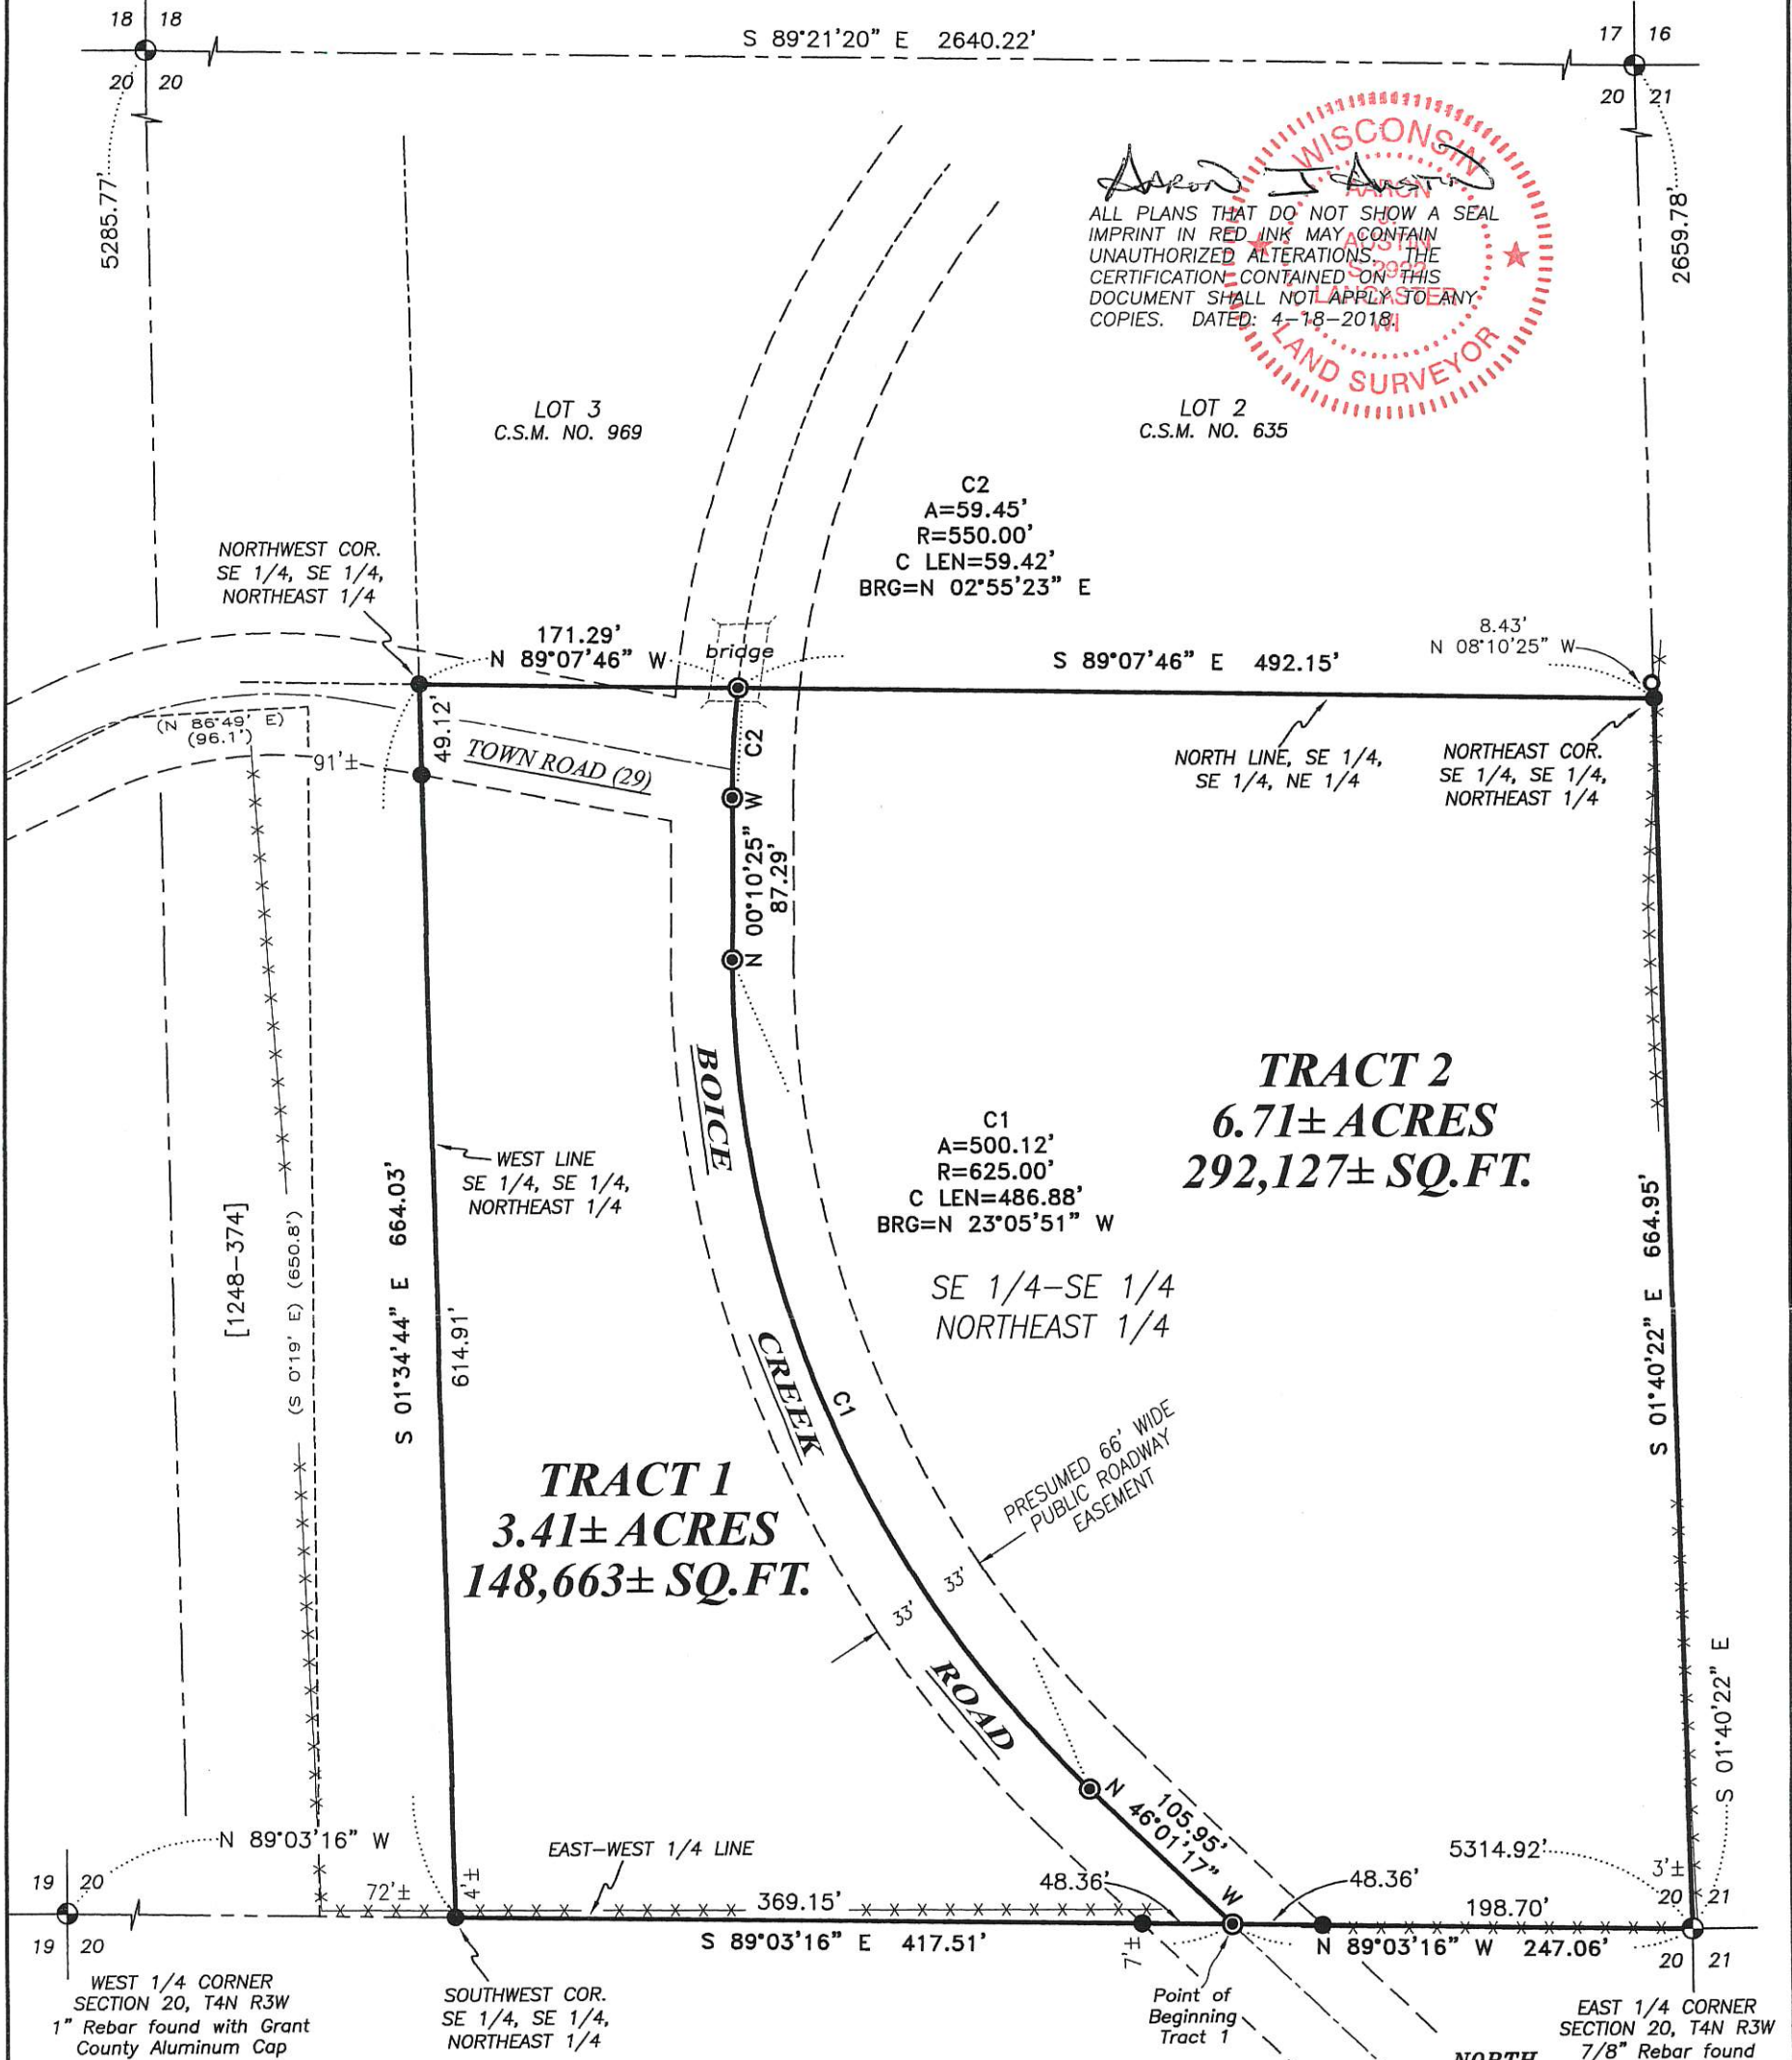 18 18
20 20
S 89°21'20" E 2640.22'
17 16
20 21
5285.77'
2659.78'
WISCONSIN
AARON
J.
AUSTIN
S-2922
LANCASTER
WI
LAND SURVEYOR
Aaron J Austin
ALL PLANS THAT DO NOT SHOW A SEAL
IMPRINT IN RED INK MAY CONTAIN
UNAUTHORIZED ALTERATIONS. THE
CERTIFICATION CONTAINED ON THIS
DOCUMENT SHALL NOT APPLY TO ANY
COPIES. DATED: 4-18-2018.
LOT 3
C.S.M. NO. 969
LOT 2
C.S.M. NO. 635
C2
A=59.45'
R=550.00'
C LEN=59.42'
BRG=N 02°55'23" E
NORTHWEST COR.
SE 1/4, SE 1/4,
NORTHEAST 1/4
171.29'
N 89°07'46" W
bridge
S 89°07'46" E 492.15'
8.43'
N 08°10'25" W
NORTH LINE, SE 1/4,
SE 1/4, NE 1/4
NORTHEAST COR.
SE 1/4, SE 1/4,
NORTHEAST 1/4
(N 86°49' E)
(96.1')
91'±
49.12'
TOWN ROAD (29)
C2
N 00°10'25" W
87.29'
BOICE
CREEK
ROAD
TRACT 2
6.71± ACRES
292,127± SQ.FT.
C1
A=500.12'
R=625.00'
C LEN=486.88'
BRG=N 23°05'51" W
WEST LINE
SE 1/4, SE 1/4,
NORTHEAST 1/4
[1248-374]
(S 0°19' E) (650.8')
S 01°34'44" E 664.03'
614.91'
SE 1/4-SE 1/4
NORTHEAST 1/4
S 01°40'22" E 664.95'
C1
PRESUMED 66' WIDE
PUBLIC ROADWAY
EASEMENT
33'
33'
TRACT 1
3.41± ACRES
148,663± SQ.FT.
S 01°40'22" E
N 46°01'17" W
105.95'
N 89°03'16" W
EAST-WEST 1/4 LINE
5314.92'
3'±
19 20
19 20
72'±
4'±
369.15'
48.36'
48.36'
198.70'
20 21
20 21
S 89°03'16" E 417.51'
7'±
N 89°03'16" W 247.06'
WEST 1/4 CORNER
SECTION 20, T4N R3W
1" Rebar found with Grant
County Aluminum Cap
SOUTHWEST COR.
SE 1/4, SE 1/4,
NORTHEAST 1/4
Point of
Beginning
Tract 1
NORTH
EAST 1/4 CORNER
SECTION 20, T4N R3W
7/8" Rebar found